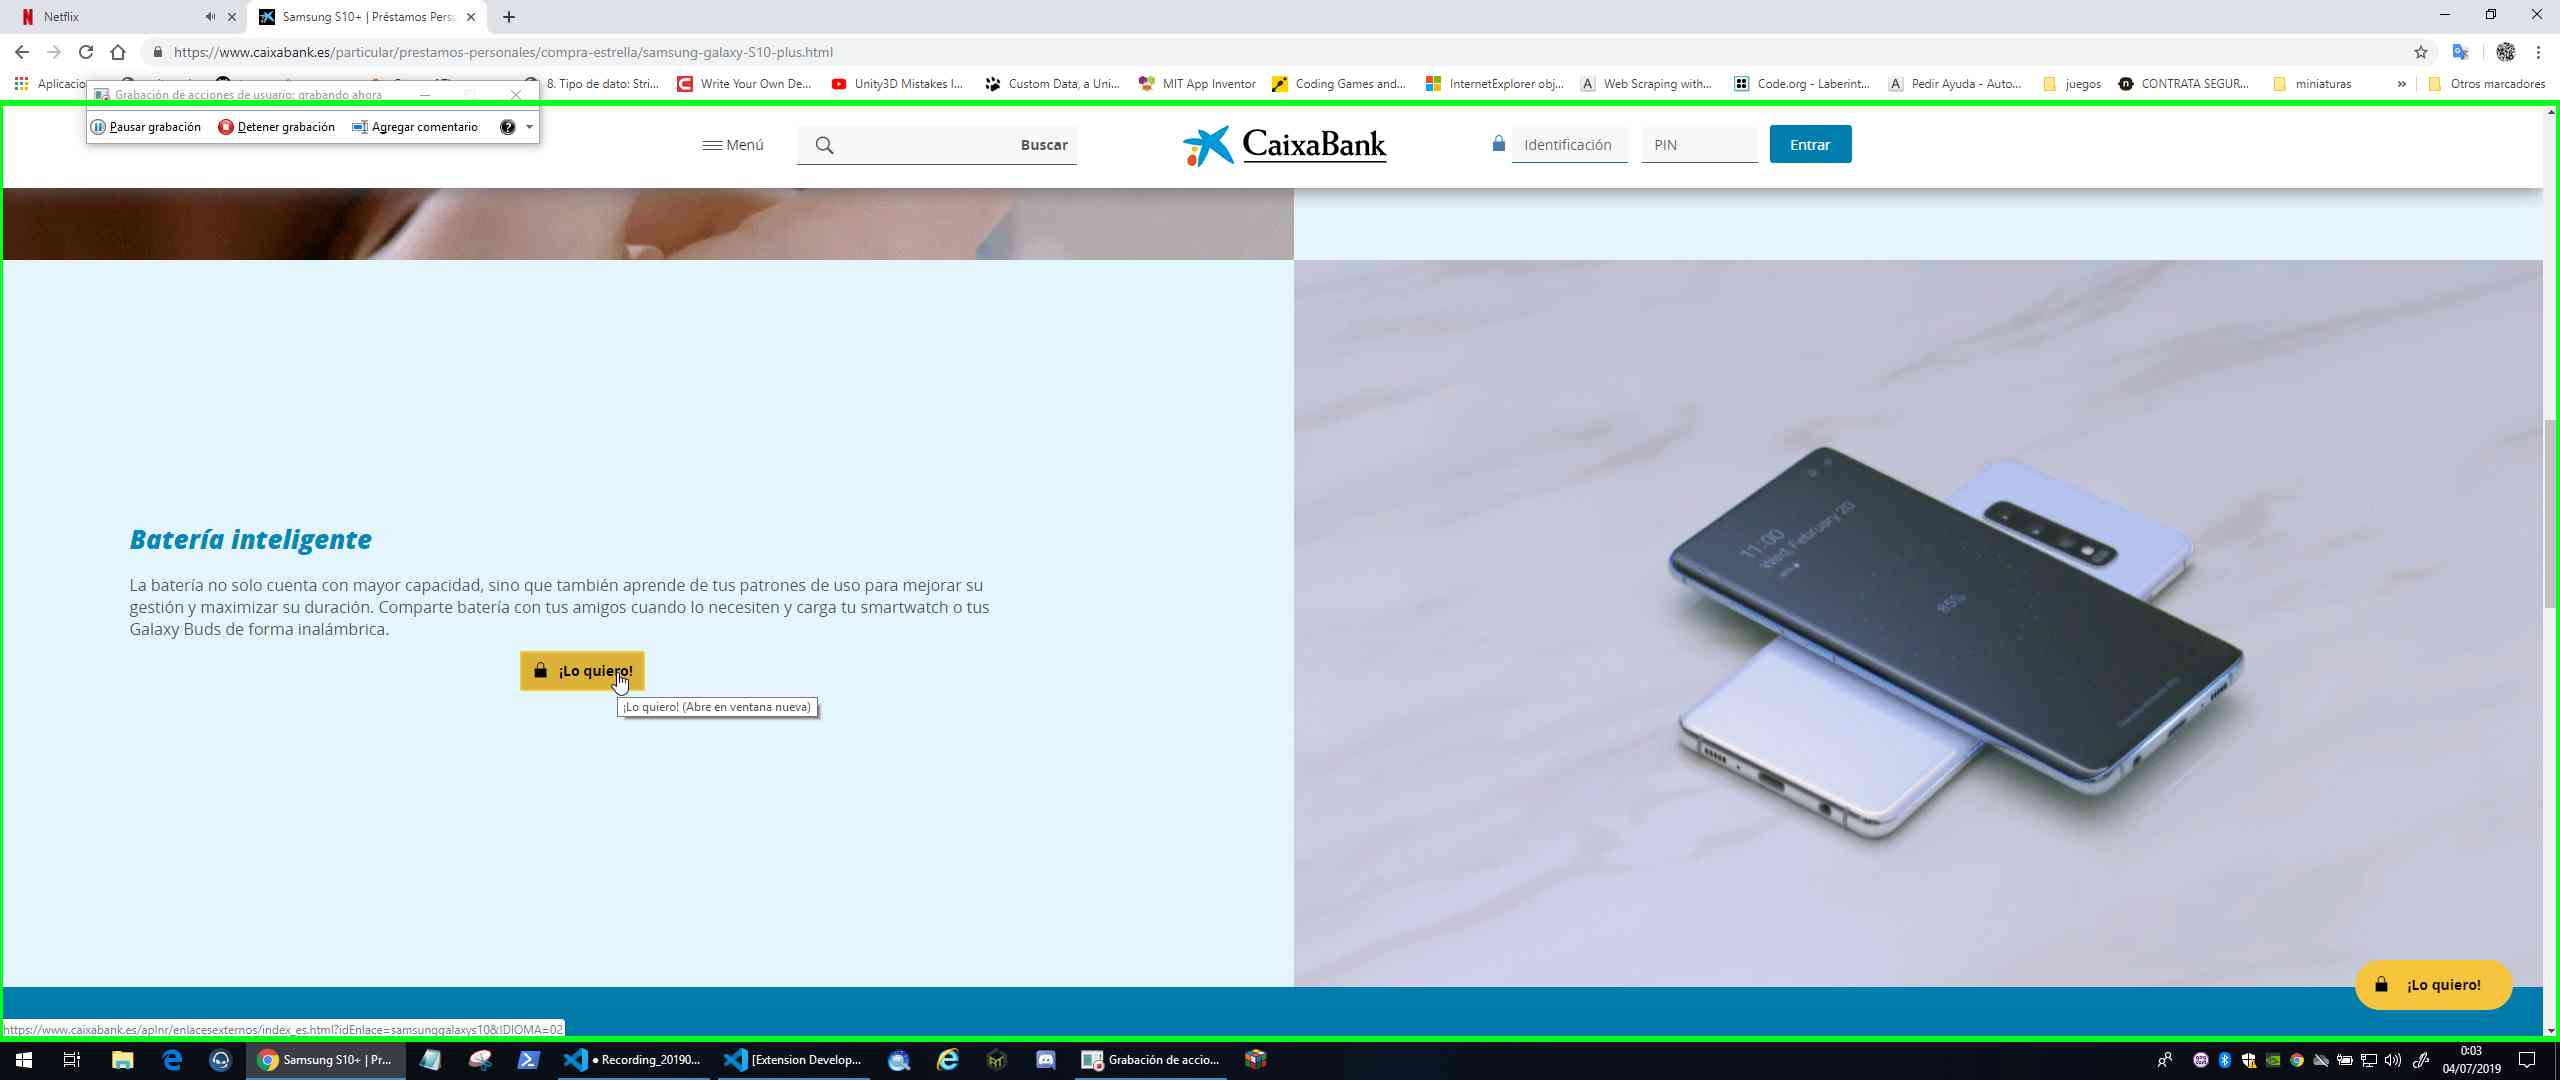 Netflix
Samsung S10+ | Préstamos Pers
https://www.caixabank.es/particular/prestamos-personales/compra-estrella/samsung-galaxy-S10-plus.html
Aplicacio
8. Tipo de dato: Stri...
Write Your Own De...
Unity3D Mistakes I...
Custom Data, a Uni...
MIT App Inventor
Coding Games and...
InternetExplorer obj...
Web Scraping with...
Code.org - Laberint...
Pedir Ayuda - Auto...
juegos
CONTRATA SEGUR...
miniaturas
»
Otros marcadores
Grabación de acciones de usuario: grabando ahora
Pausar grabación
Detener grabación
Agregar comentario
Menú
Buscar
CaixaBank
Identificación
PIN
Entrar
Batería inteligente
La batería no solo cuenta con mayor capacidad, sino que también aprende de tus patrones de uso para mejorar su
gestión y maximizar su duración. Comparte batería con tus amigos cuando lo necesiten y carga tu smartwatch o tus
Galaxy Buds de forma inalámbrica.
¡Lo quiero!
¡Lo quiero! (Abre en ventana nueva)
11:00
Wed, February 20
85%
¡Lo quiero!
https://www.caixabank.es/aplnr/enlacesexternos/index_es.html?idEnlace=samsunggalaxys10&IDIOMA=02
Samsung S10+ | Pr...
● Recording_20190...
[Extension Develop...
Grabación de accio...
0:03
04/07/2019